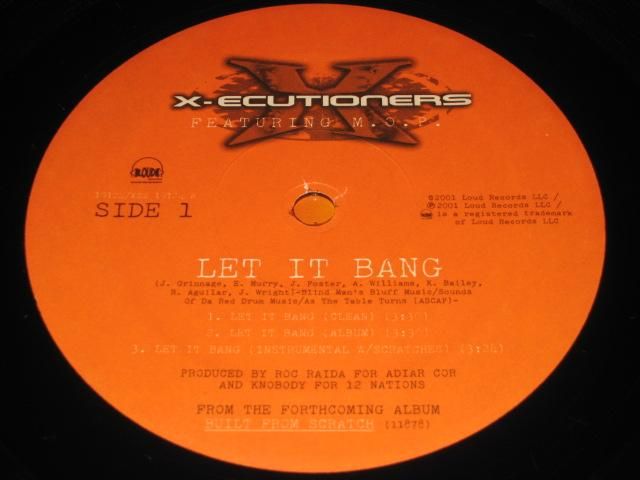 X-ECUTIONERS
FEATURING M.O.P.
LOUD
SIDE 1
©2001 Loud Records LLC /
℗2001 Loud Records LLC /
is a registered trademark
of Loud Records LLC
LET IT BANG
(J. Grinnage, E. Murry, J. Foster, A. Williams, K. Bailey,
R. Aguilar, J. Wright)-Blind Man's Bluff Music/Sounds
Of Da Red Drum Music/As The Table Turns [ASCAP]-
1. LET IT BANG (CLEAN) (3:30)
2. LET IT BANG (ALBUM) (3:30)
3. LET IT BANG (INSTRUMENTAL W/SCRATCHES) (3:28)
PRODUCED BY ROC RAIDA FOR ADIAR COR
AND KNOBODY FOR 12 NATIONS
FROM THE FORTHCOMING ALBUM
BUILT FROM SCRATCH (11878)